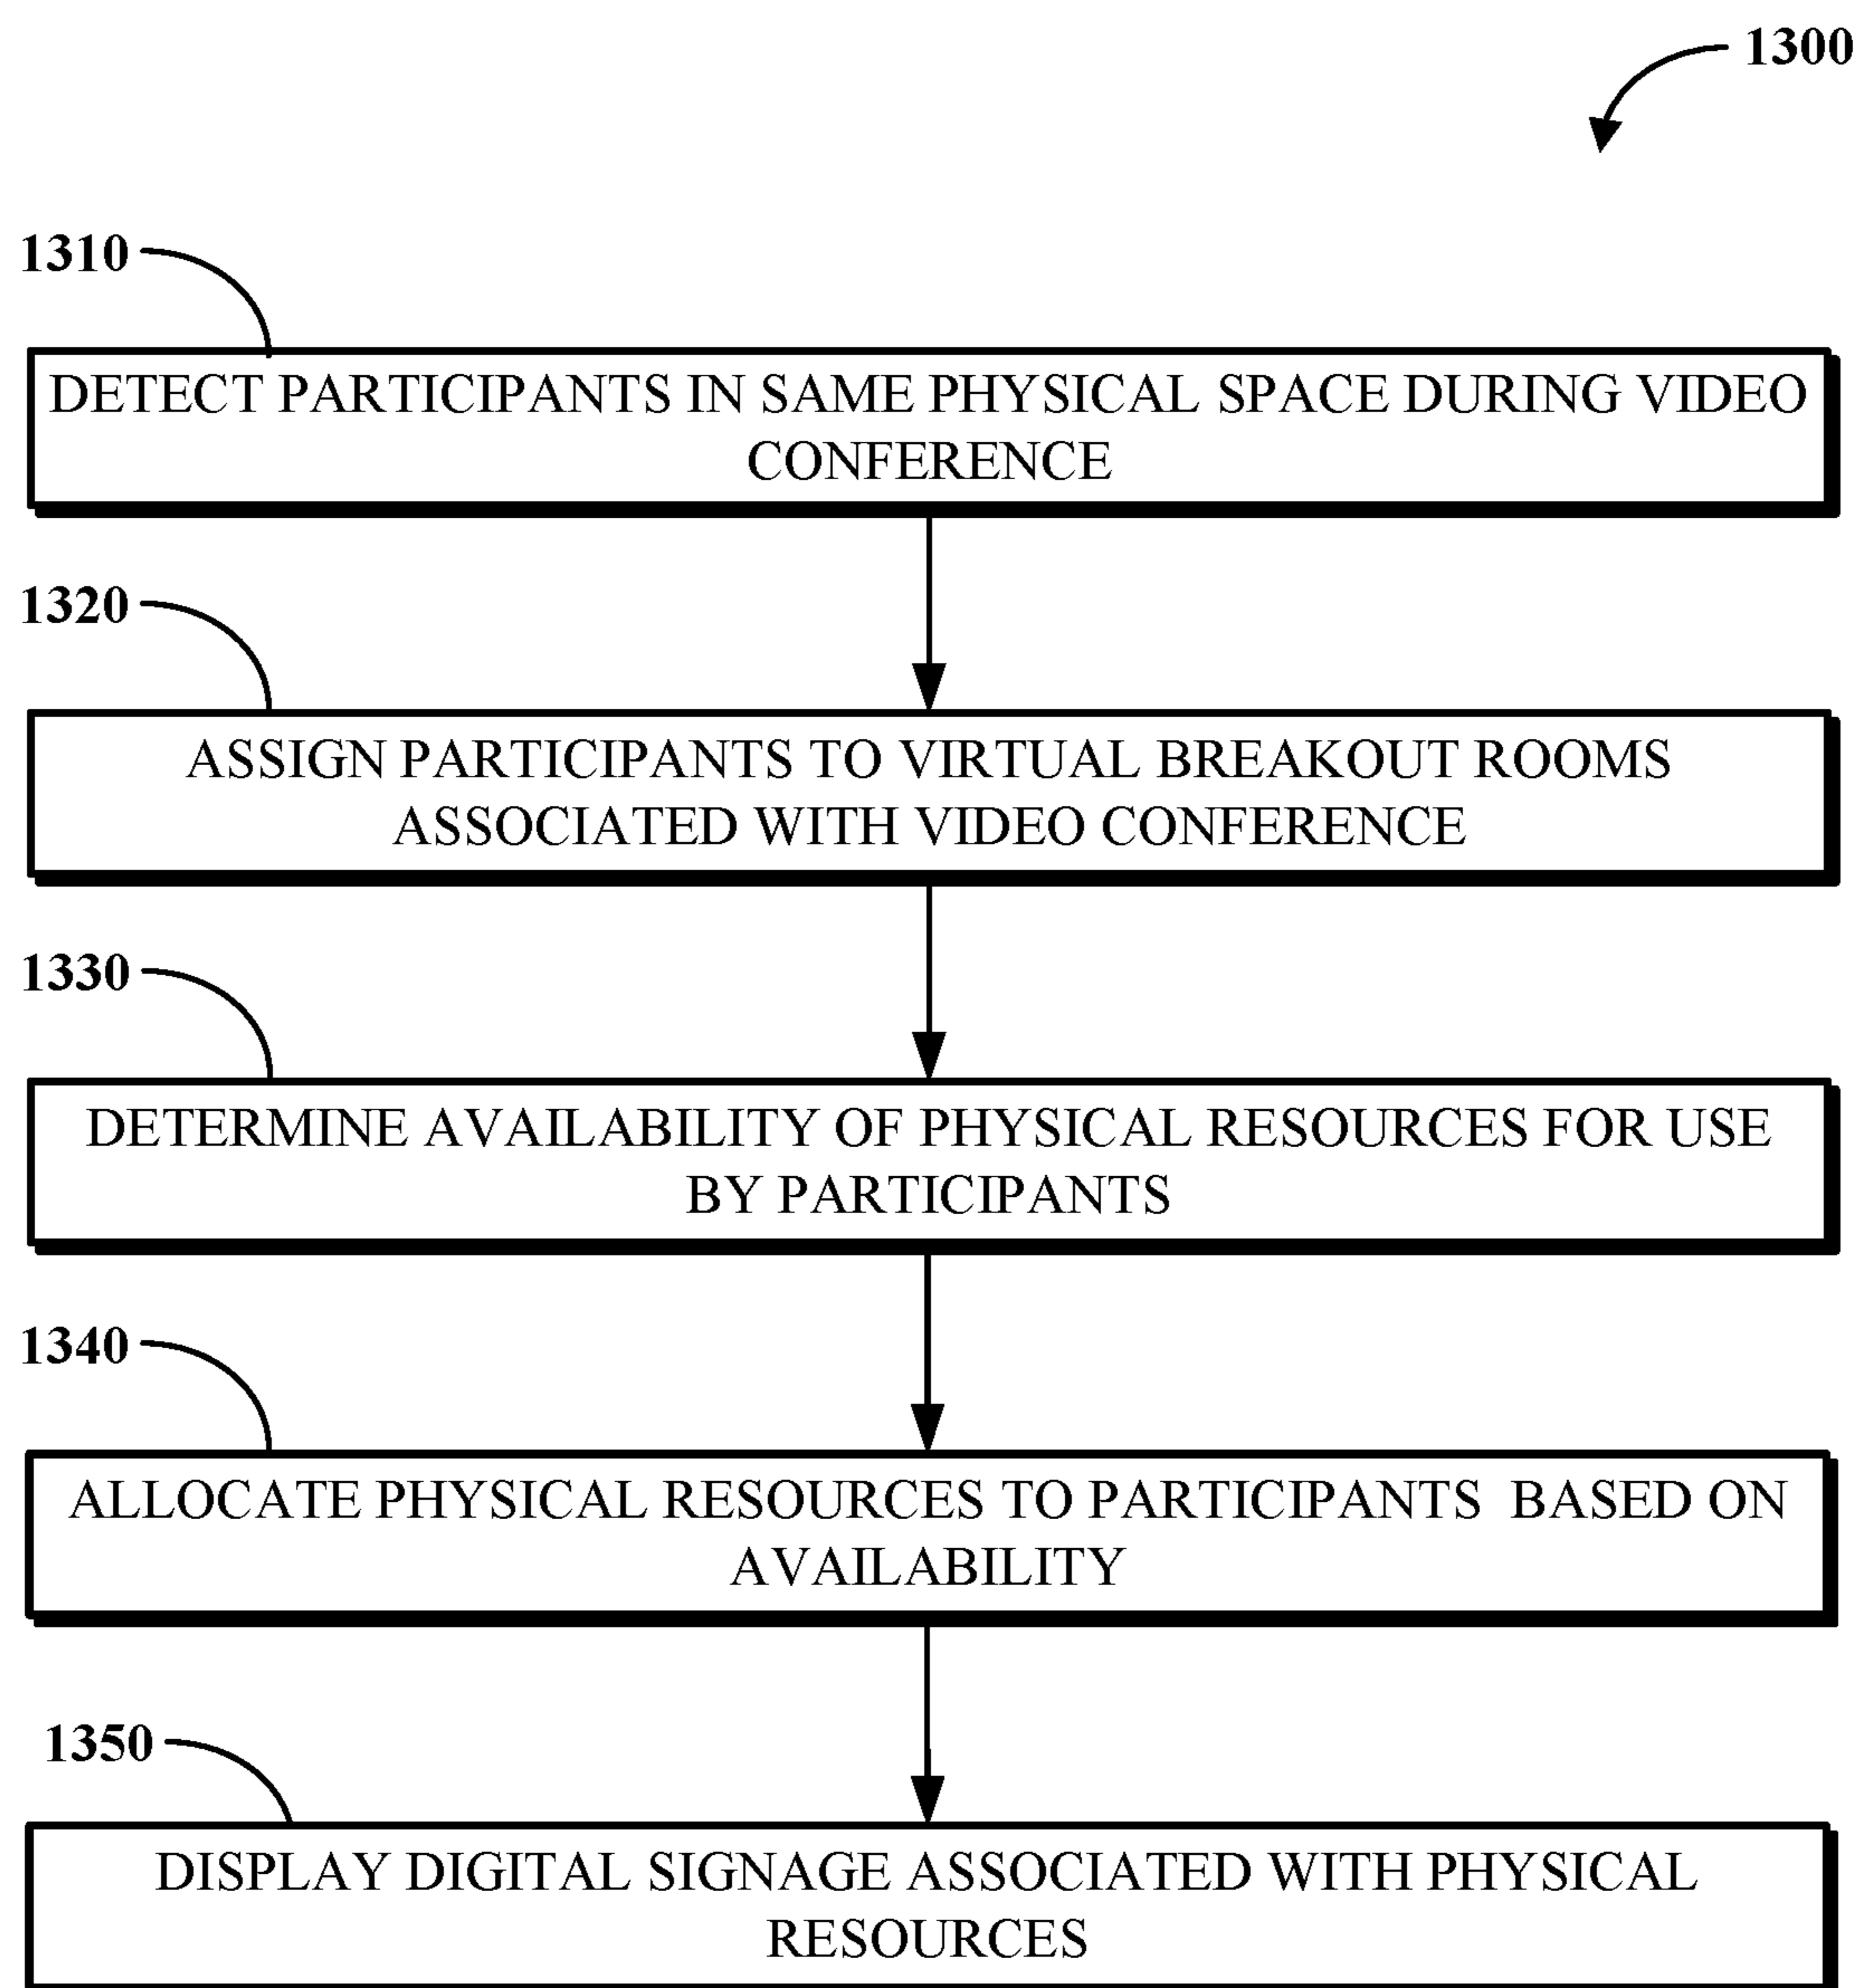 1300
1310
DETECT PARTICIPANTS IN SAME PHYSICAL SPACE DURING VIDEO
CONFERENCE
1320
ASSIGN PARTICIPANTS TO VIRTUAL BREAKOUT ROOMS
ASSOCIATED WITH VIDEO CONFERENCE
1330
DETERMINE AVAILABILITY OF PHYSICAL RESOURCES FOR USE
BY PARTICIPANTS
1340
ALLOCATE PHYSICAL RESOURCES TO PARTICIPANTS BASED ON
AVAILABILITY
1350
DISPLAY DIGITAL SIGNAGE ASSOCIATED WITH PHYSICAL
RESOURCES